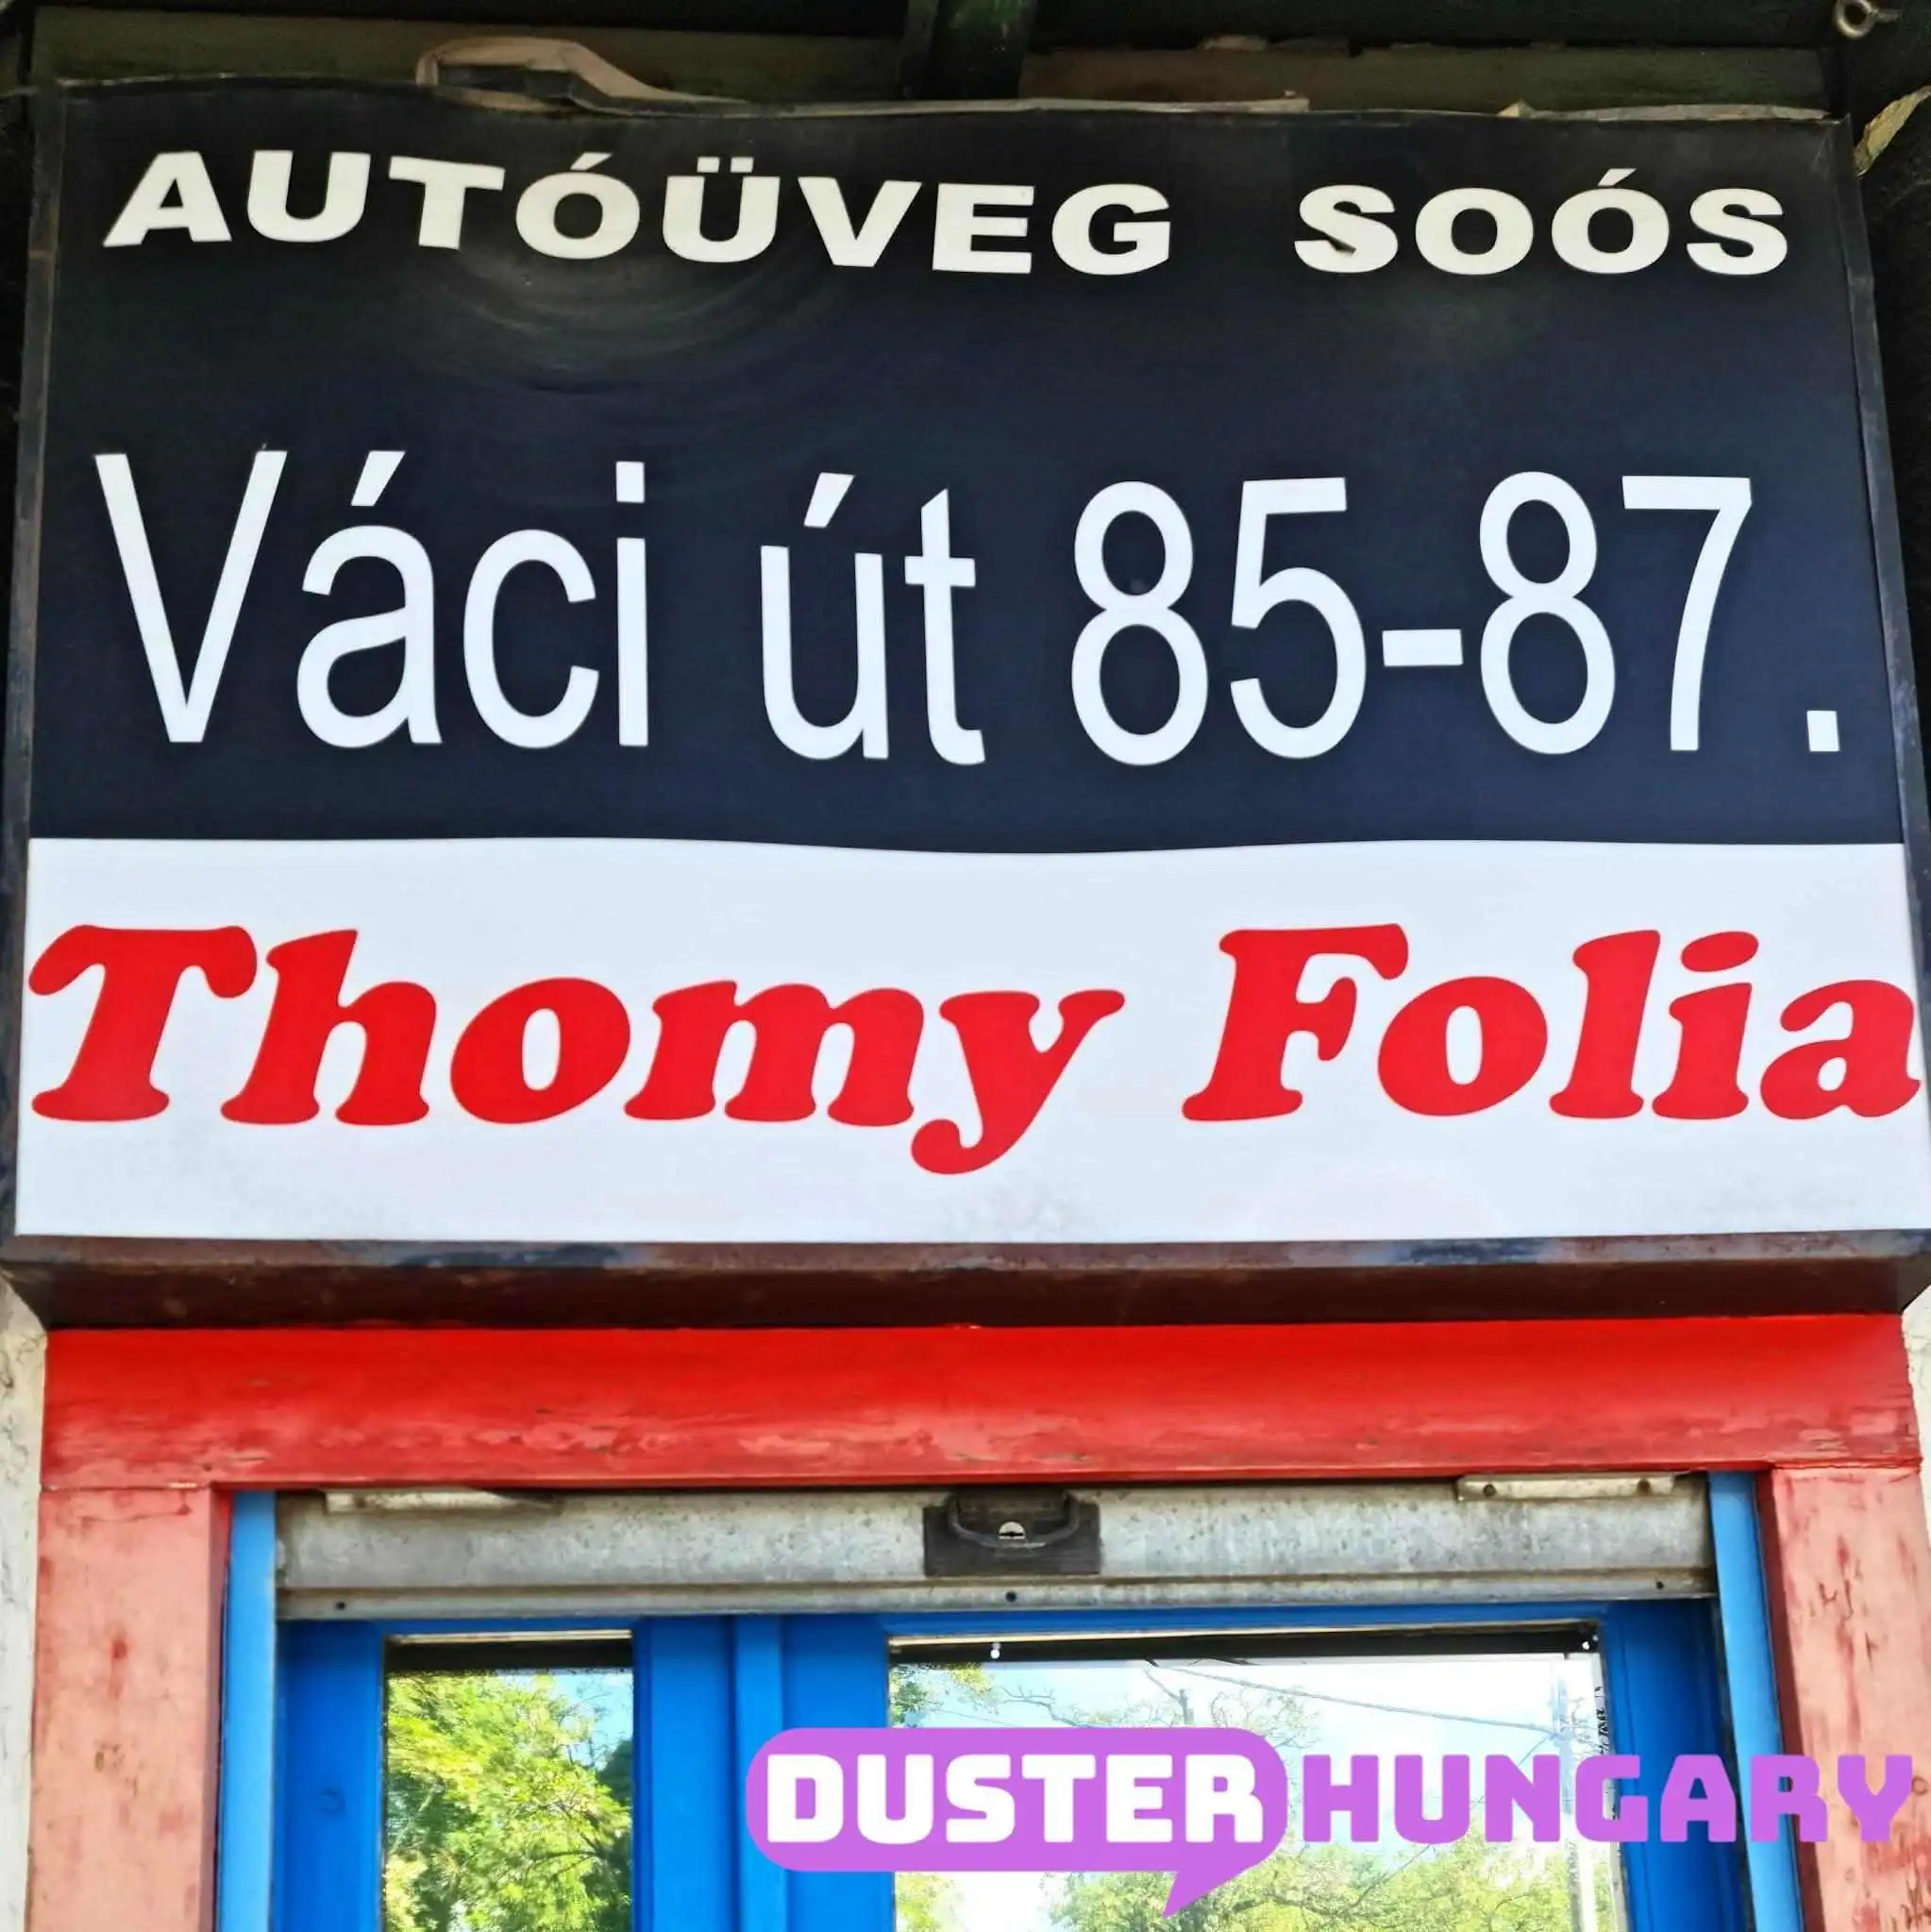 AUTÓÜVEG SOÓS
Váci út 85-87.
Thomy Folia
DUSTER HUNGARY